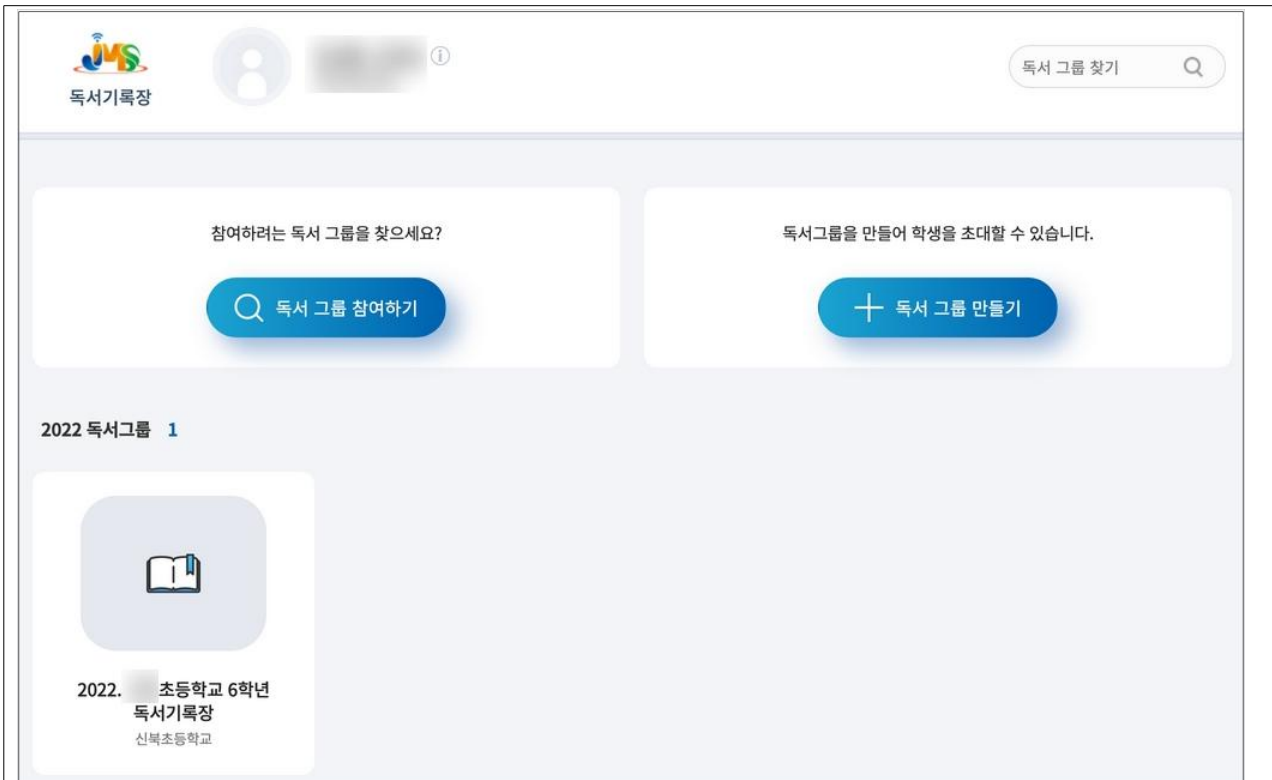 JMS
독서기록장
독서 그룹 찾기
참여하려는 독서 그룹을 찾으세요?
독서 그룹 참여하기
독서그룹을 만들어 학생을 초대할 수 있습니다.
독서 그룹 만들기
2022 독서그룹 1
2022. 초등학교 6학년
독서기록장
신북초등학교